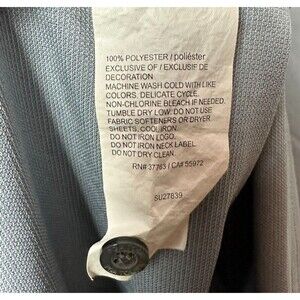 100% POLYESTER / poliéster
EXCLUSIVE OF / EXCLUSIF DE
DECORATION
MACHINE WASH COLD WITH LIKE
COLORS. DELICATE CYCLE.
NON-CHLORINE BLEACH IF NEEDED.
TUMBLE DRY LOW. DO NOT USE
FABRIC SOFTENERS OR DRYER
SHEETS, COOL IRON.
DO NOT IRON LOGO.
DO NOT IRON NECK LABEL.
DO NOT DRY CLEAN.
RN# 37763 / CA# 55972
SU27839